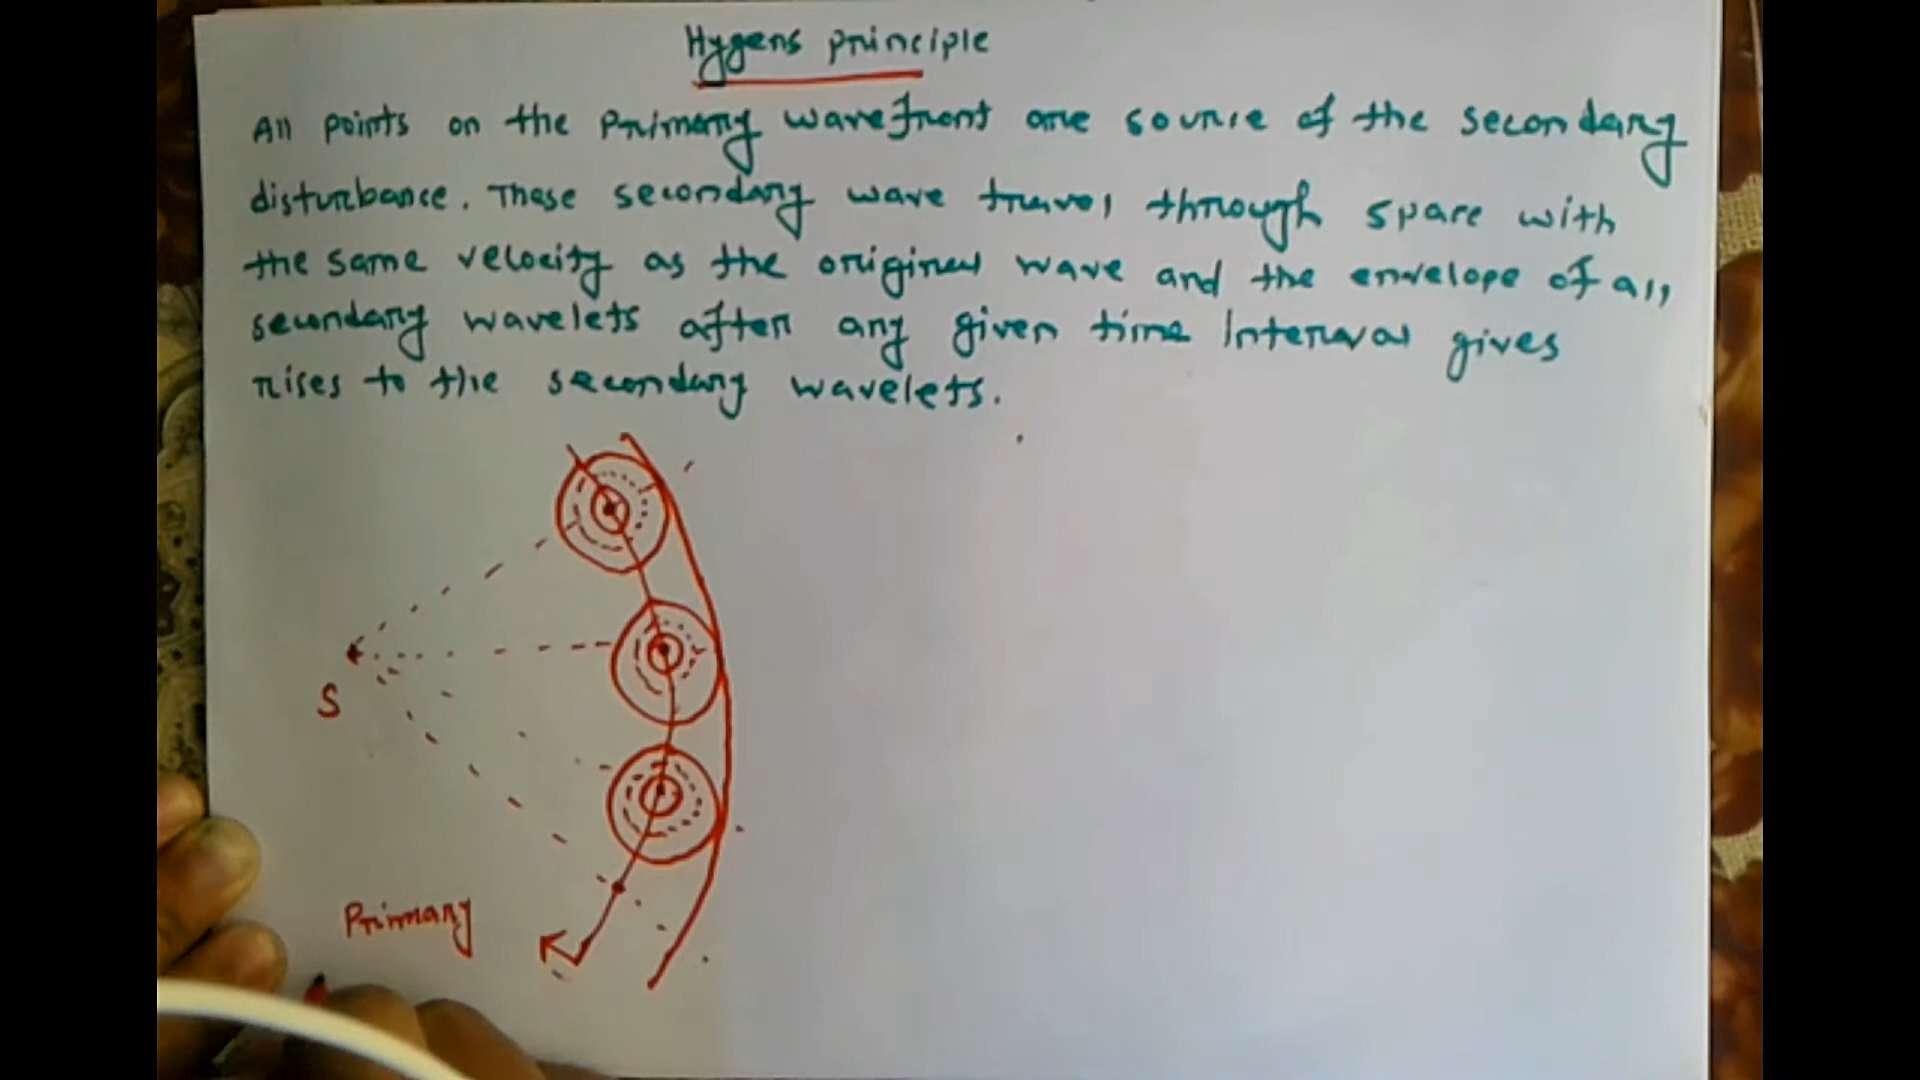 Hygens principle
All points on the Primary wavefront are source of the secondary
disturbance. These secondary wave travel through space with
the same velocity as the original wave and the envelope of all
secondary wavelets after any given time interval gives
rises to the secondary wavelets.
S
Primary